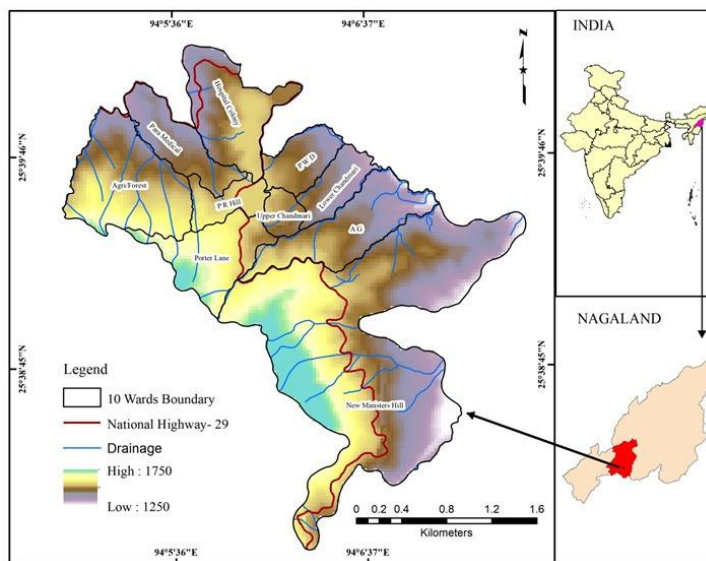 94°5'36"E
94°6'37"E
INDIA
N
25°39'46"N
25°39'46"N
Hospital Colony
Para Medical
P W D
Lower Chandmari
Agri/Forest
P R Hill
Upper Chandmari
A G
Porter Lane
NAGALAND
25°38'45"N
25°38'45"N
Legend
10 Wards Boundary
National Highway- 29
Drainage
High : 1750
Low : 1250
New Ministers Hill
0 0.2 0.4 0.8 1.2 1.6
Kilometers
94°5'36"E
94°6'37"E